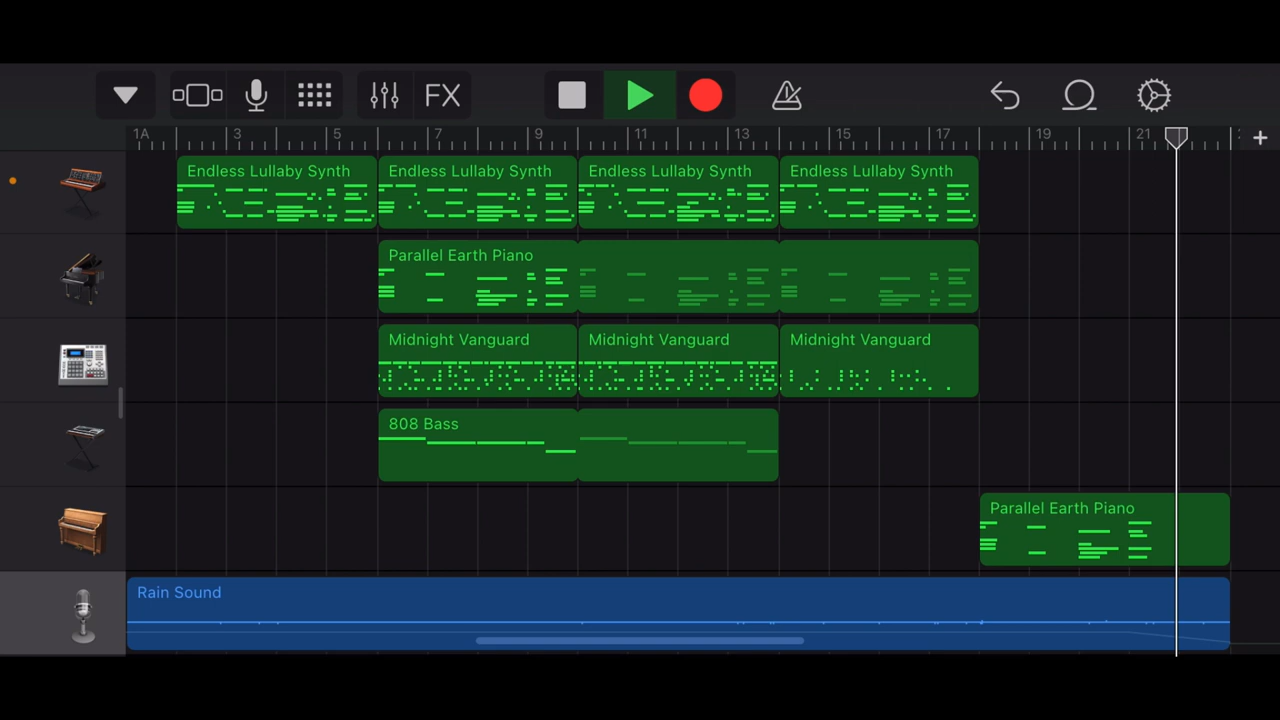 FX
1A 3 5 7 9 11 13 15 17 19 21
Endless Lullaby Synth Endless Lullaby Synth Endless Lullaby Synth Endless Lullaby Synth
Parallel Earth Piano
Midnight Vanguard Midnight Vanguard Midnight Vanguard
808 Bass
Parallel Earth Piano
Rain Sound